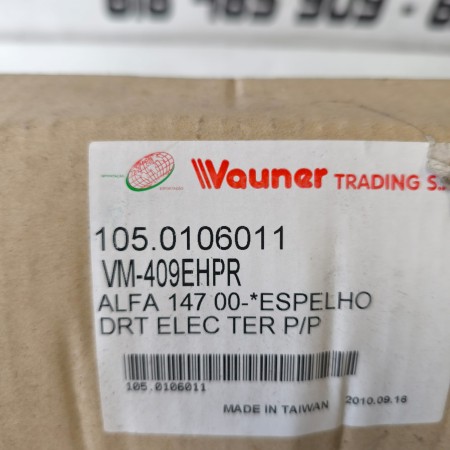 Vauner TRADING S.
105.0106011
VM-409EHPR
ALFA 147 00-*ESPELHO
DRT ELEC TER P/P
105.0106011
MADE IN TAIWAN 2010.09.16